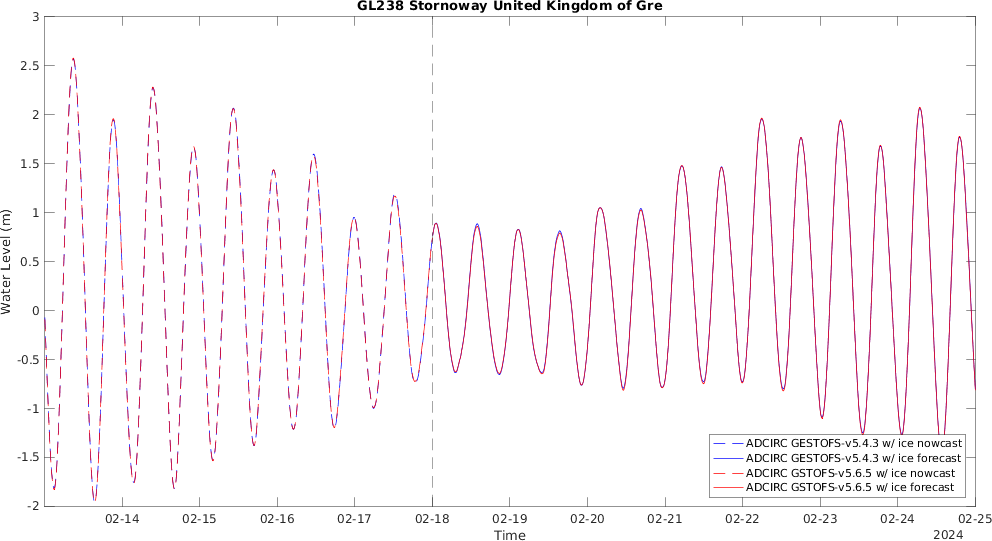 GL238 Stornoway United Kingdom of Gre
3
2.5
2
1.5
1
0.5
0
-0.5
-1
-1.5
-2
Water Level (m)
ADCIRC GESTOFS-v5.4.3 w/ ice nowcast
ADCIRC GESTOFS-v5.4.3 w/ ice forecast
ADCIRC GSTOFS-v5.6.5 w/ ice nowcast
ADCIRC GSTOFS-v5.6.5 w/ ice forecast
02-14 02-15 02-16 02-17 02-18 02-19 02-20 02-21 02-22 02-23 02-24 02-25
Time
2024